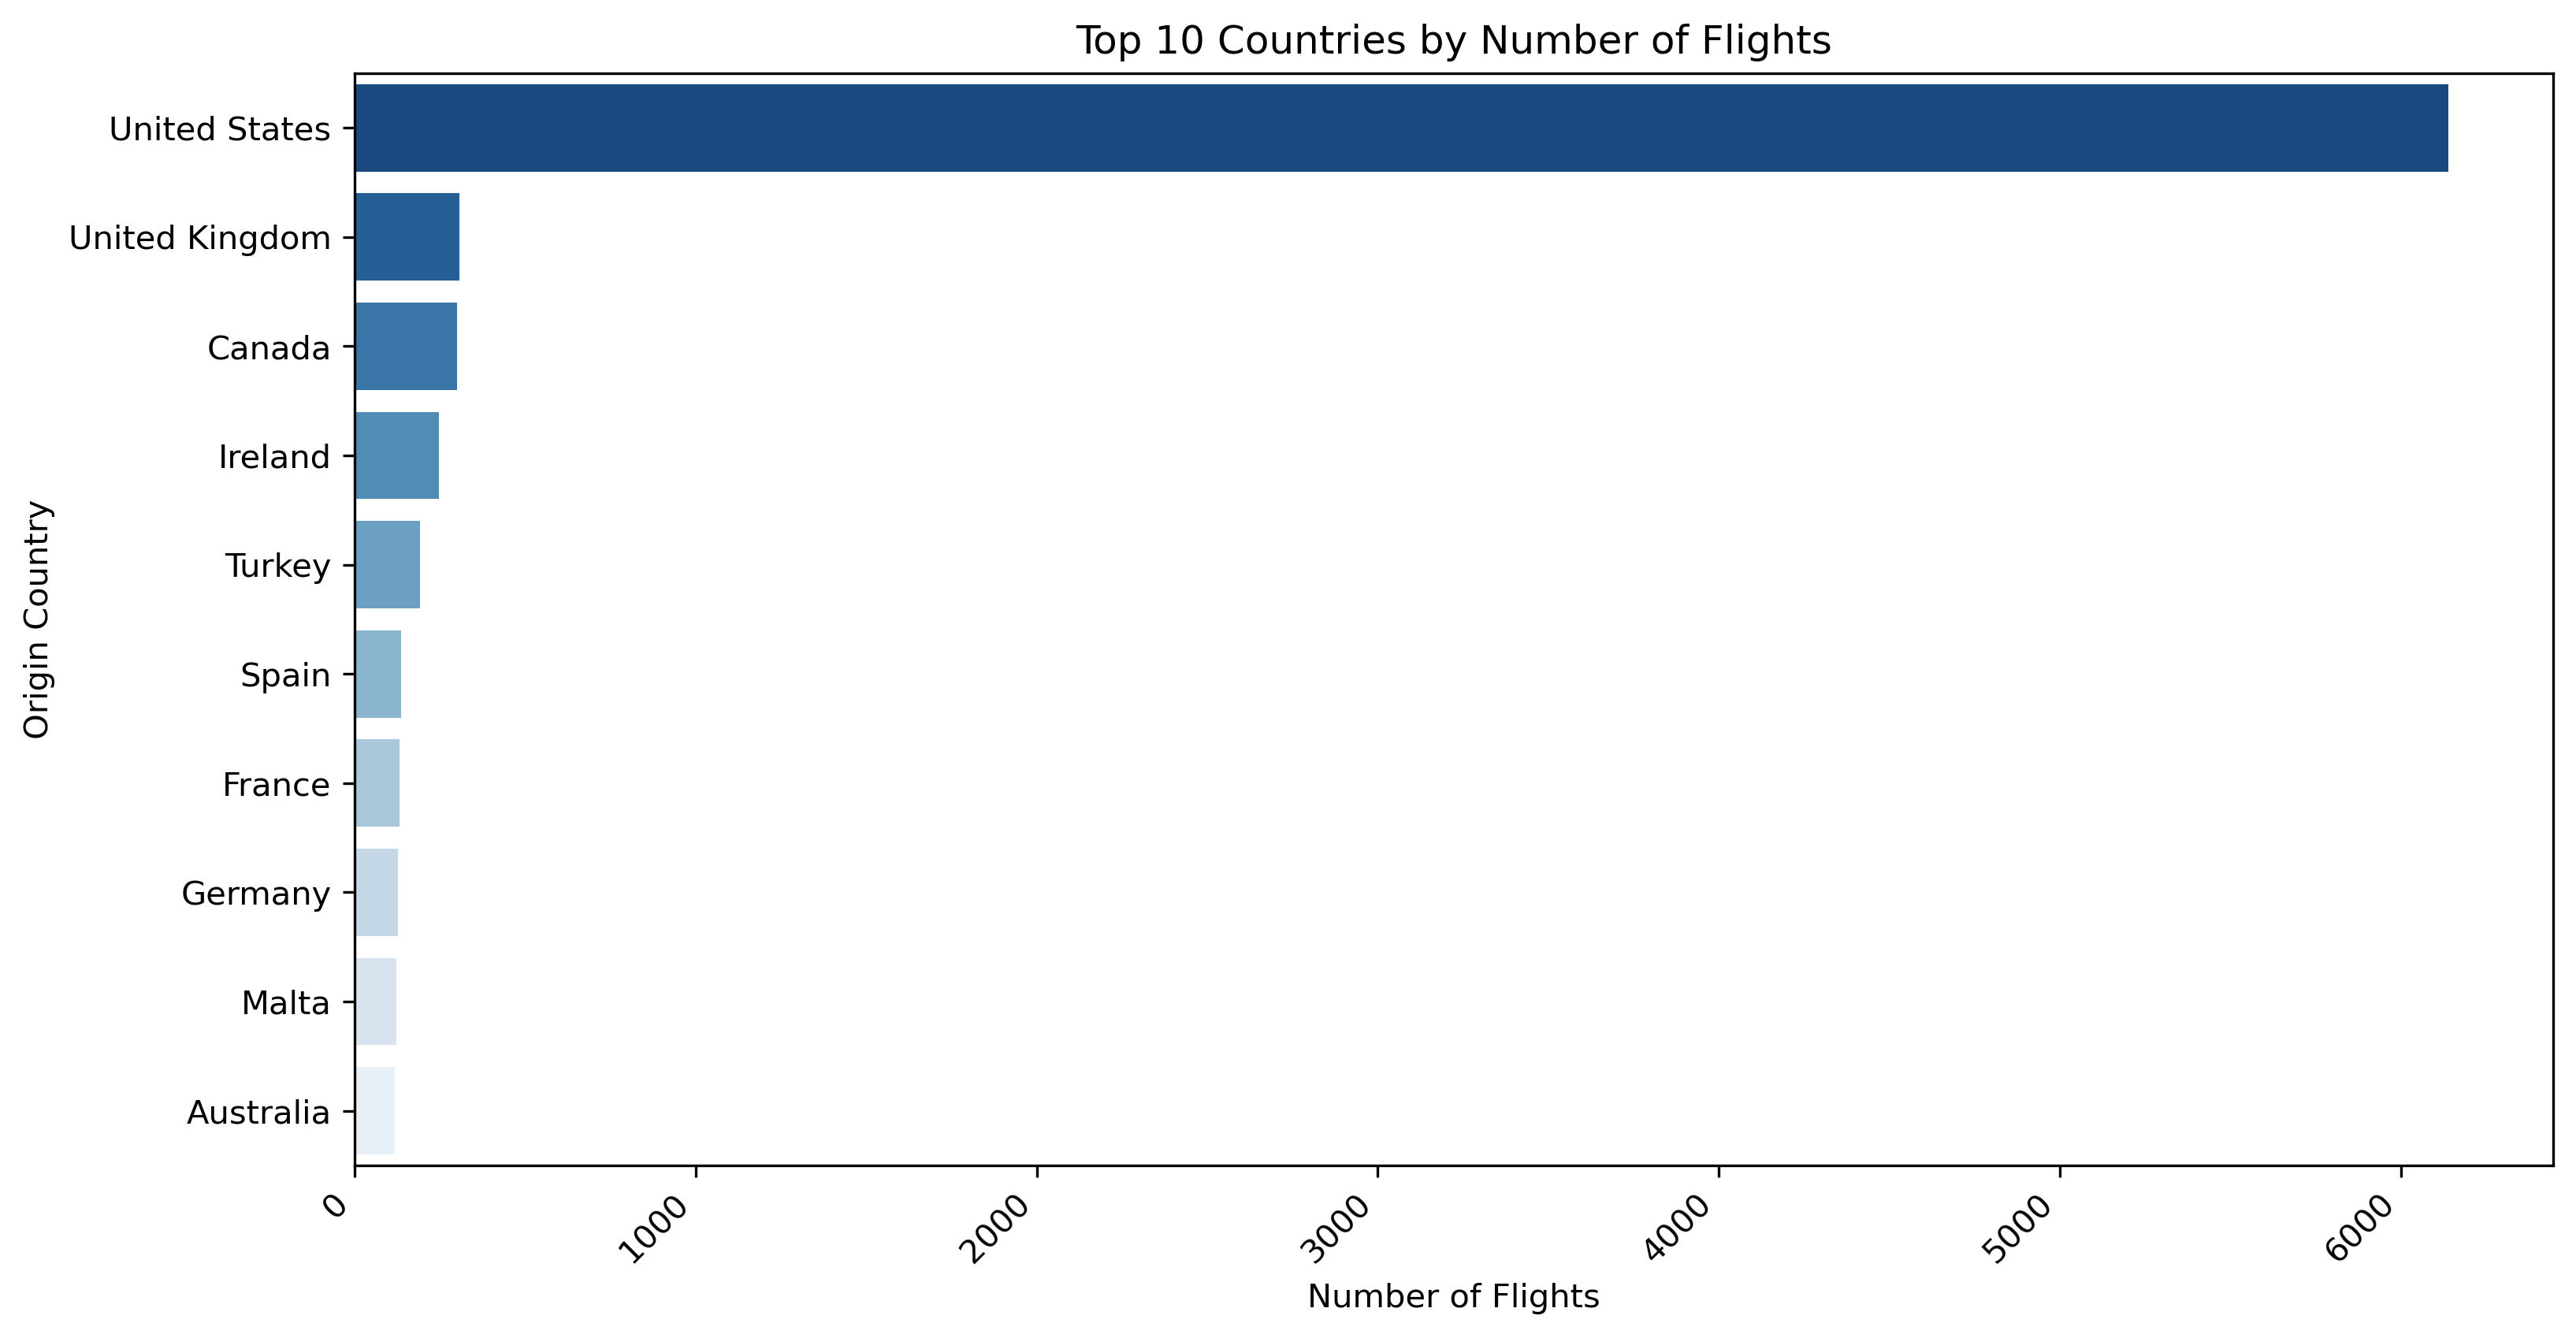 Top 10 Countries by Number of Flights
United States
United Kingdom
Canada
Ireland
Turkey
Spain
France
Germany
Malta
Australia
Origin Country
0
1000
2000
3000
4000
5000
6000
Number of Flights